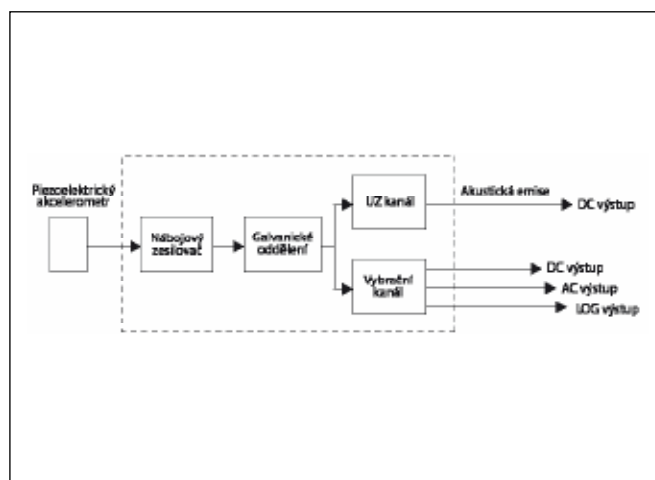 Piezoelektrický
akcelerometr
Nábojový
zesilovač
Galvanické
oddělení
UZ kanál
Akustická emise
DC výstup
Vybrační
kanál
DC výstup
AC výstup
LOG výstup